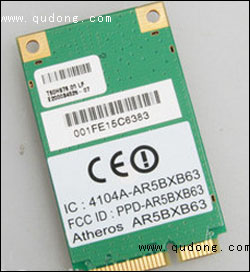 © www.qudong.com
T60H976.00 LF
001FE15C6383
CE
IC : 4104A-AR5BXB63
FCC ID : PPD-AR5BXB63
Atheros AR5BXB63
© www.qudong.com